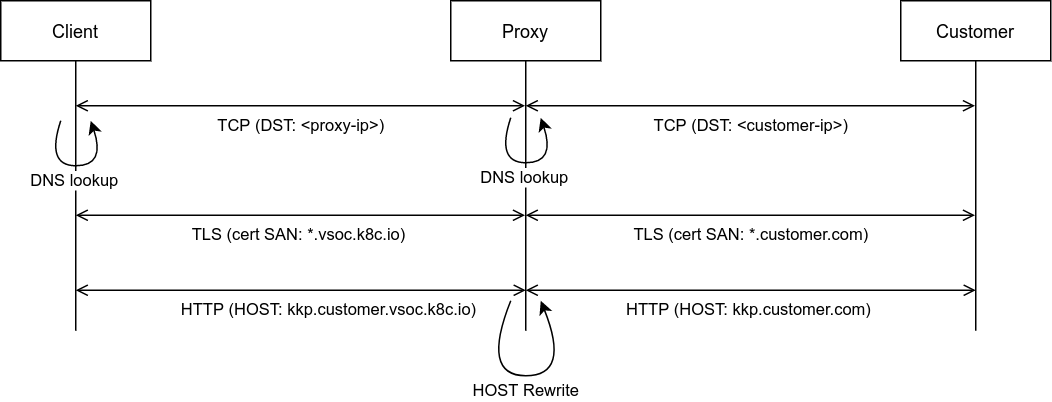 Client
Proxy
Customer
TCP (DST: <proxy-ip>)
TCP (DST: <customer-ip>)
DNS lookup
DNS lookup
TLS (cert SAN: *.vsoc.k8c.io)
TLS (cert SAN: *.customer.com)
HTTP (HOST: kkp.customer.vsoc.k8c.io)
HTTP (HOST: kkp.customer.com)
HOST Rewrite